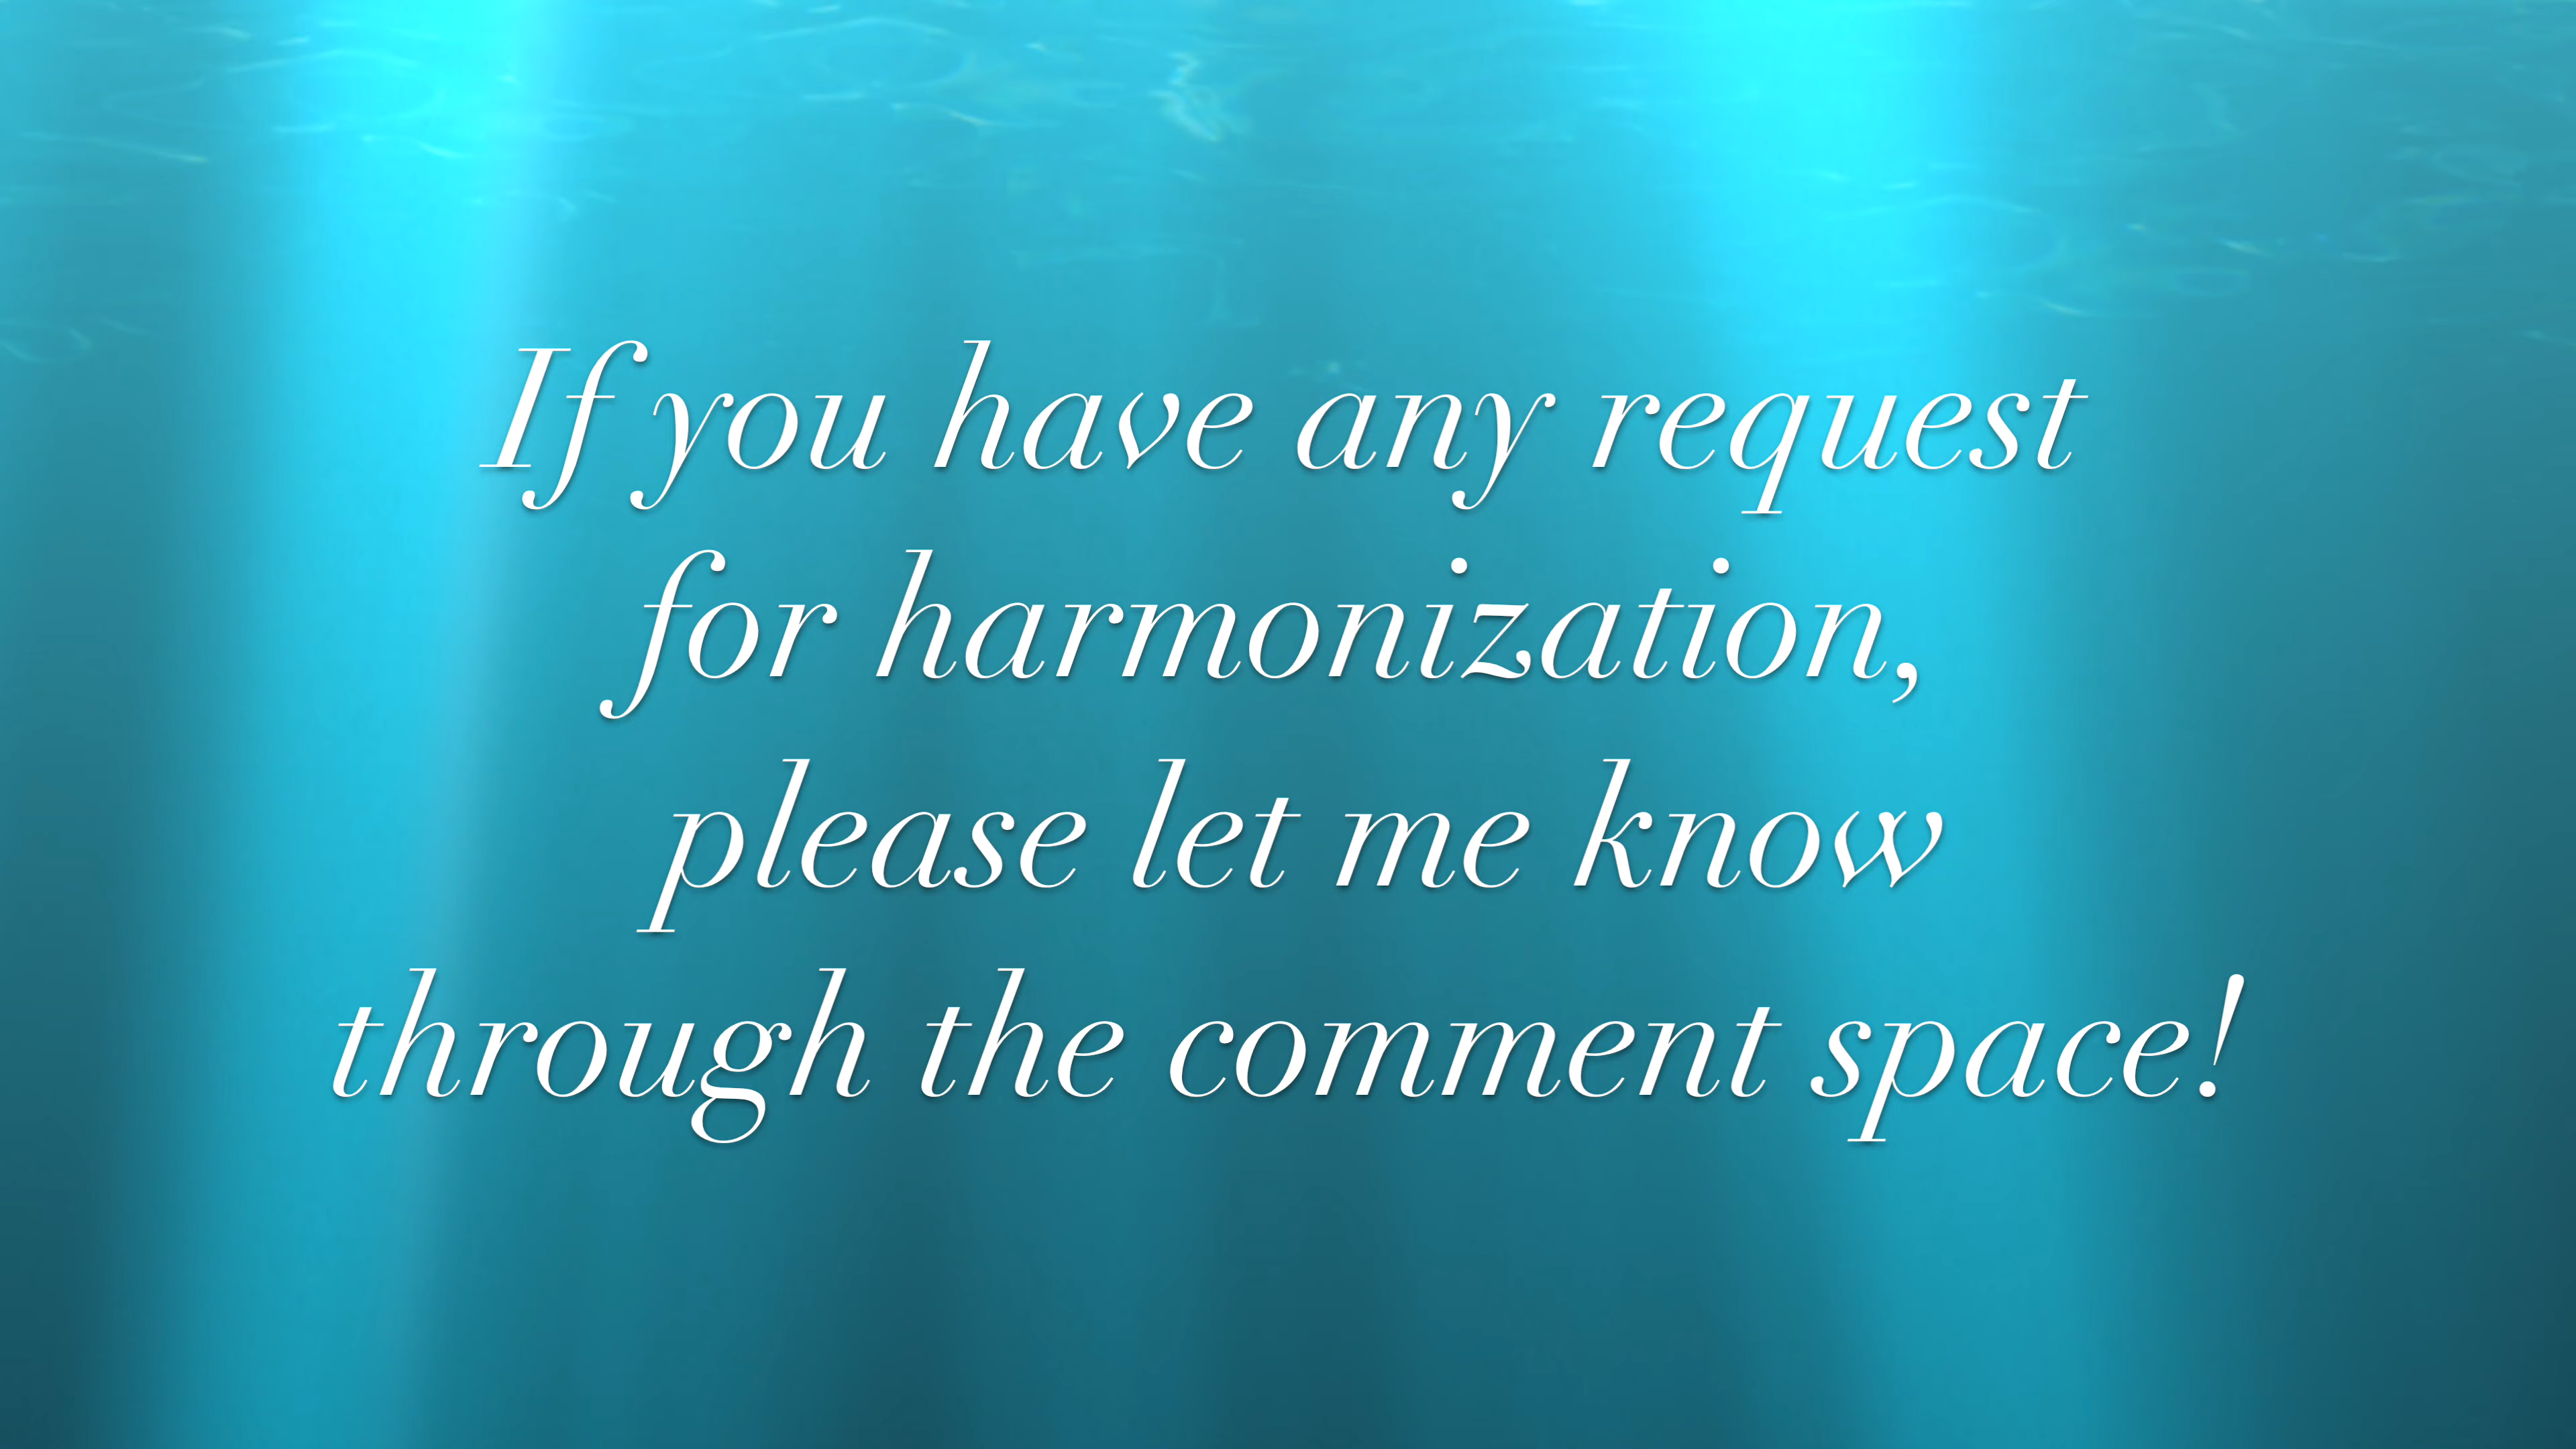 If you have any request
for harmonization,
please let me know
through the comment space!